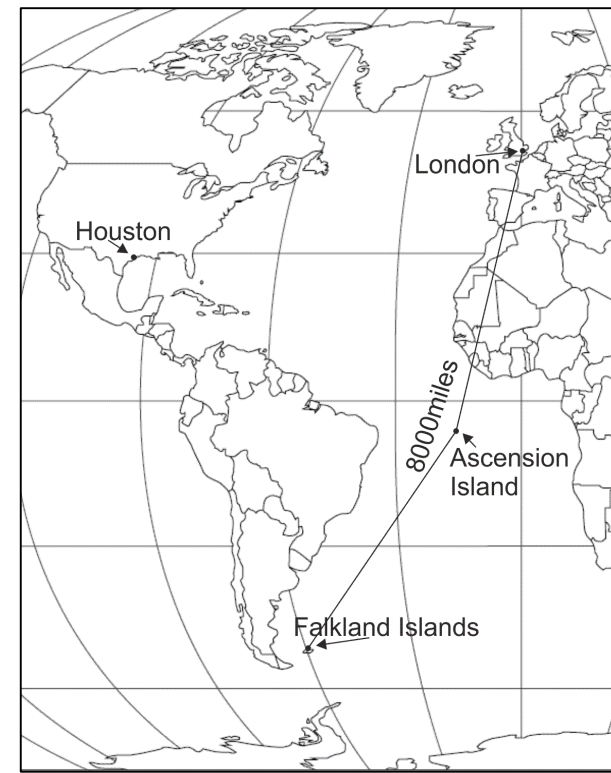 London
Houston
8000miles
Ascension
Island
Falkland Islands